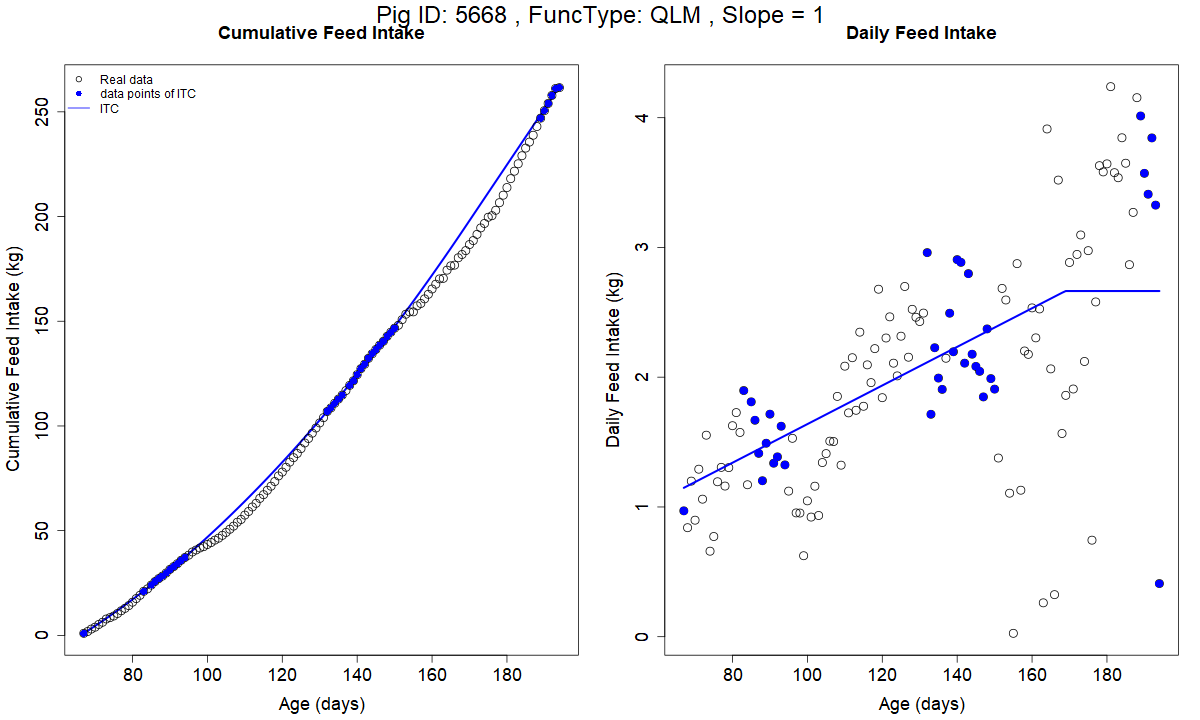 Pig ID: 5668 , FuncType: QLM , Slope = 1
Cumulative Feed Intake
Daily Feed Intake
Real data
data points of ITC
ITC
Cumulative Feed Intake (kg)
0
50
100
150
200
250
80
100
120
140
160
180
Age (days)
Daily Feed Intake (kg)
0
1
2
3
4
80
100
120
140
160
180
Age (days)